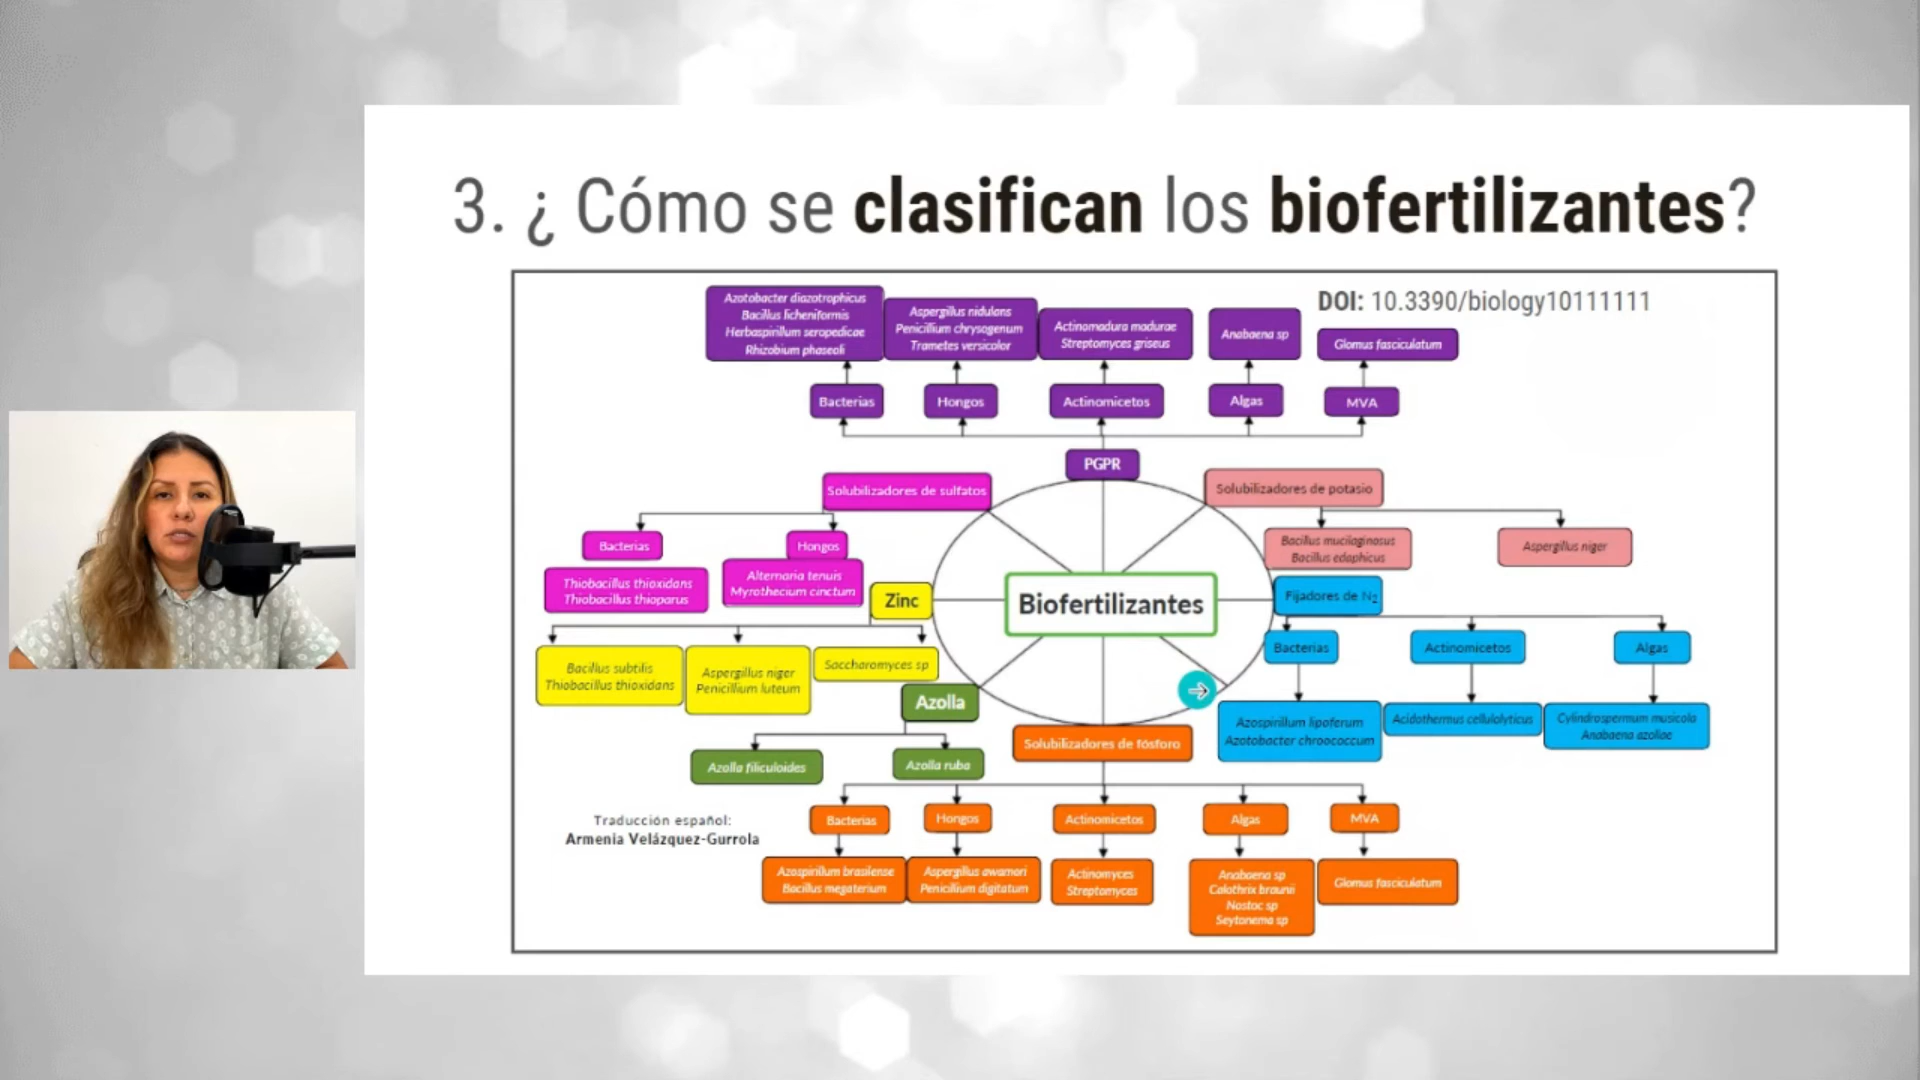 3. ¿ Cómo se clasifican los biofertilizantes?
DOI: 10.3390/biology10111111
Azotobacter diazotrophicus
Bacillus licheniformis
Herbaspirillum seropedicae
Rhizobium phaseoli
Aspergillus nidulans
Penicillium chrysogenum
Trametes versicolor
Actinomadura madurae
Streptomyces griseus
Anabaena sp
Glomus fasciculatum
Bacterias
Hongos
Actinomicetos
Algas
MVA
PGPR
Solubilizadores de sulfatos
Bacterias
Hongos
Thiobacillus thioxidans
Thiobacillus thioparus
Alternaria tenuis
Myrothecium cinctum
Solubilizadores de potasio
Bacillus mucilaginosus
Bacillus edaphicus
Aspergillus niger
Zinc
Bacillus subtilis
Thiobacillus thioxidans
Aspergillus niger
Penicillium luteum
Saccharomyces sp
Biofertilizantes
Fijadores de N₂
Bacterias
Actinomicetos
Algas
Azospirillum lipoferum
Azotobacter chroococcum
Acidothermus cellulolyticus
Cylindrospermum musicola
Anabaena azollae
Azolla
Azolla filiculoides
Azolla ruba
Solubilizadores de fósforo
Bacterias
Hongos
Actinomicetos
Algas
MVA
Azospirillum brasilense
Bacillus megaterium
Aspergillus awamori
Penicillium digitatum
Actinomyces
Streptomyces
Anabaena sp
Calothrix braunii
Nostoc sp
Seytonema sp
Glomus fasciculatum
Traducción español:
Armenia Velázquez-Gurrola